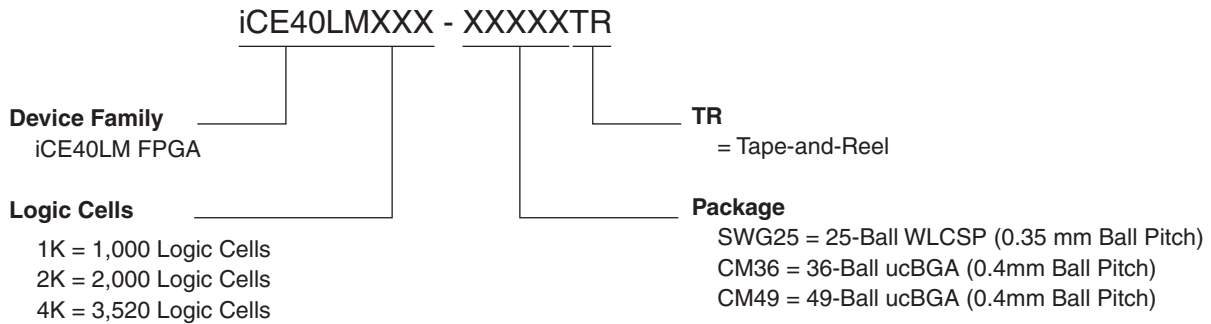 iCE40LMXXX - XXXXXTR
Device Family
iCE40LM FPGA
Logic Cells
1K = 1,000 Logic Cells
2K = 2,000 Logic Cells
4K = 3,520 Logic Cells
TR
= Tape-and-Reel
Package
SWG25 = 25-Ball WLCSP (0.35 mm Ball Pitch)
CM36 = 36-Ball ucBGA (0.4mm Ball Pitch)
CM49 = 49-Ball ucBGA (0.4mm Ball Pitch)